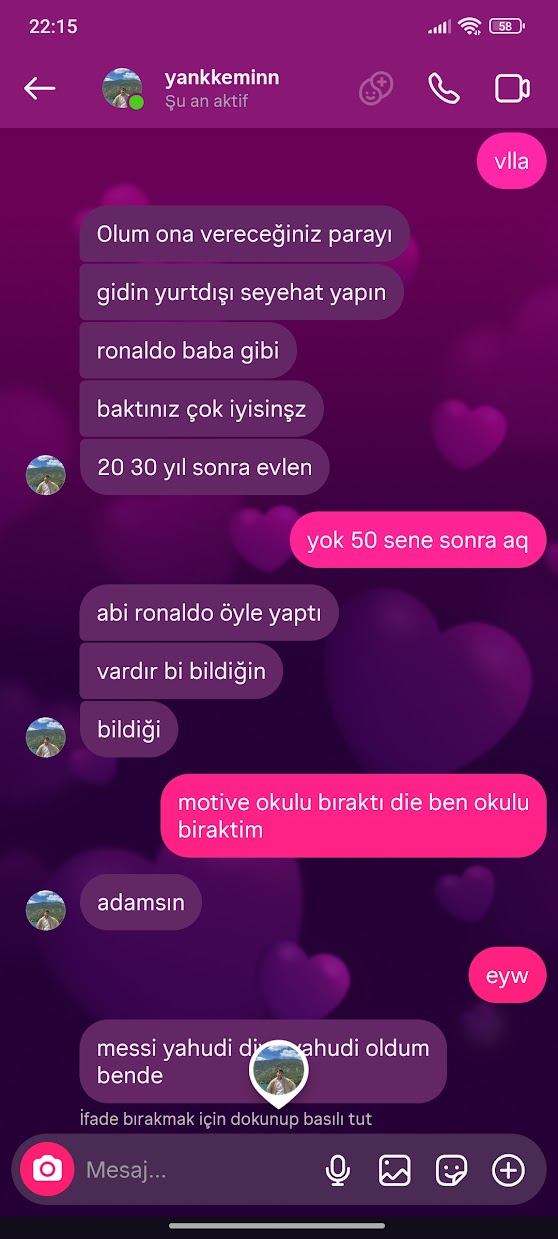 22:15
58
yankkeminn
Şu an aktif
vlla
Olum ona vereceğiniz parayı
gidin yurtdışı seyehat yapın
ronaldo baba gibi
baktınız çok iyisinşz
20 30 yıl sonra evlen
yok 50 sene sonra aq
abi ronaldo öyle yaptı
vardır bi bildiğin
bildiği
motive okulu bıraktı die ben okulu
biraktim
adamsın
eyw
messi yahudi yahudi oldum
bende
İfade bırakmak için dokunup basılı tut
Mesaj...